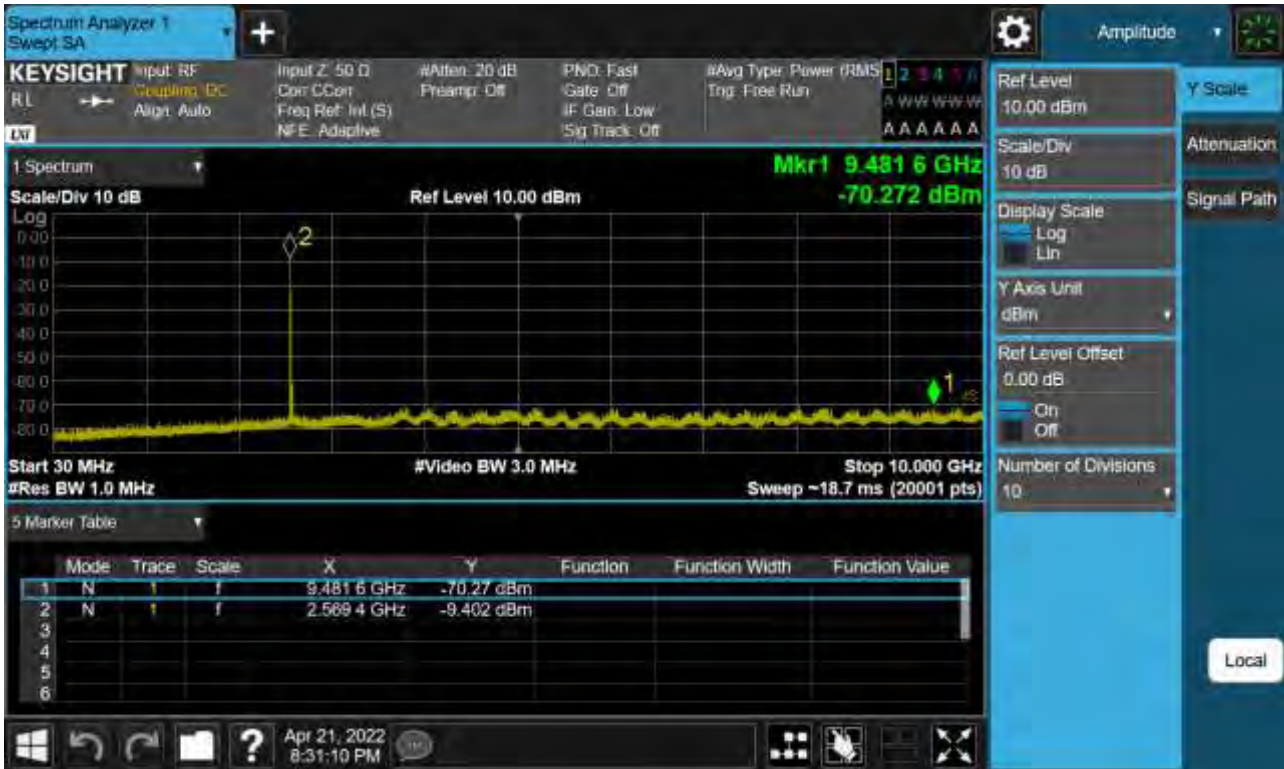 Spectrum Analyzer 1
Swept SA
Amplitude
KEYSIGHT
RL
Input: RF
Coupling: DC
Align: Auto
Input Z: 50 Ω
Corr CCorr
Freq Ref: Int (S)
NFE: Adaptive
#Atten: 20 dB
Preamp: Off
PNO: Fast
Gate: Off
IF Gain: Low
Sig Track: Off
#Avg Type: Power (RMS
Trig: Free Run
1 2 3 4 5 6
A W W W W W
A A A A A A
1 Spectrum
Scale/Div 10 dB
Ref Level 10.00 dBm
Mkr1 9.481 6 GHz
-70.272 dBm
Log
0.00
-10.0
-20.0
-30.0
-40.0
-50.0
-60.0
-70.0
-80.0
2
1
Start 30 MHz
#Video BW 3.0 MHz
Stop 10.000 GHz
#Res BW 1.0 MHz
Sweep ~18.7 ms (20001 pts)
5 Marker Table
Mode Trace Scale X Y Function Function Width Function Value
1 N 1 f 9.481 6 GHz -70.27 dBm
2 N 1 f 2.569 4 GHz -9.402 dBm
3
4
5
6
Apr 21, 2022
8:31:10 PM
Ref Level
10.00 dBm
Scale/Div
10 dB
Display Scale
Log
Lin
Y Axis Unit
dBm
Ref Level Offset
0.00 dB
On
Off
Number of Divisions
10
Y Scale
Attenuation
Signal Path
Local